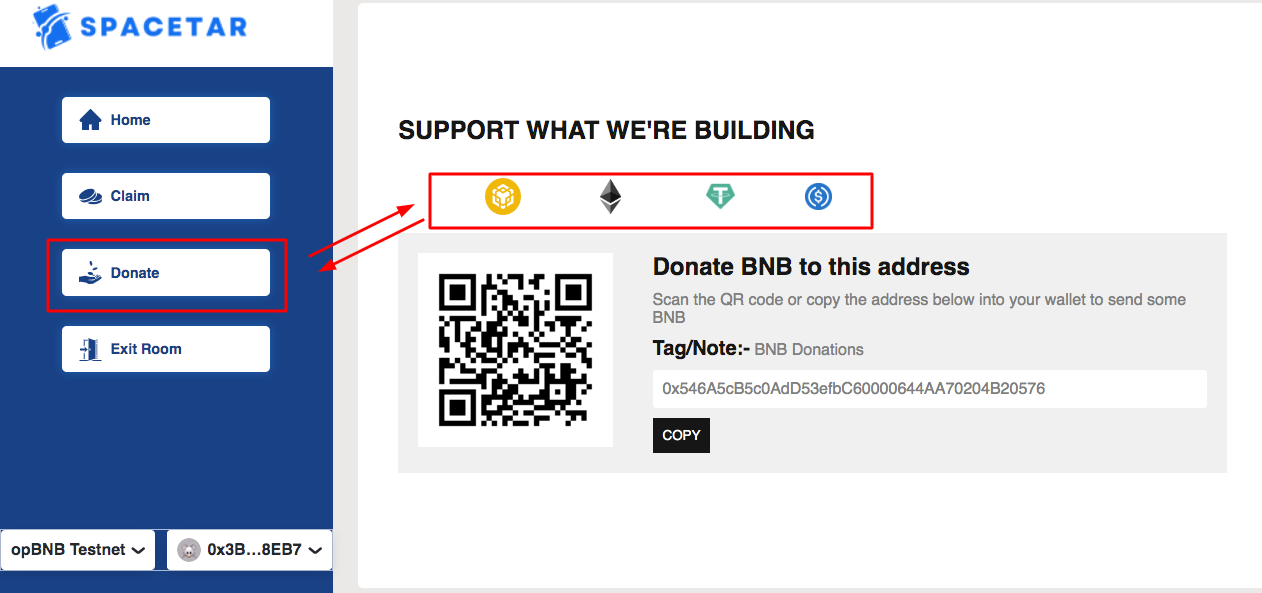 SPACETAR
Home
Claim
Donate
Exit Room
opBNB Testnet
0x3B...8EB7
SUPPORT WHAT WE'RE BUILDING
Donate BNB to this address
Scan the QR code or copy the address below into your wallet to send some
BNB
Tag/Note:- BNB Donations
0x546A5cB5c0AdD53efbC60000644AA70204B20576
COPY